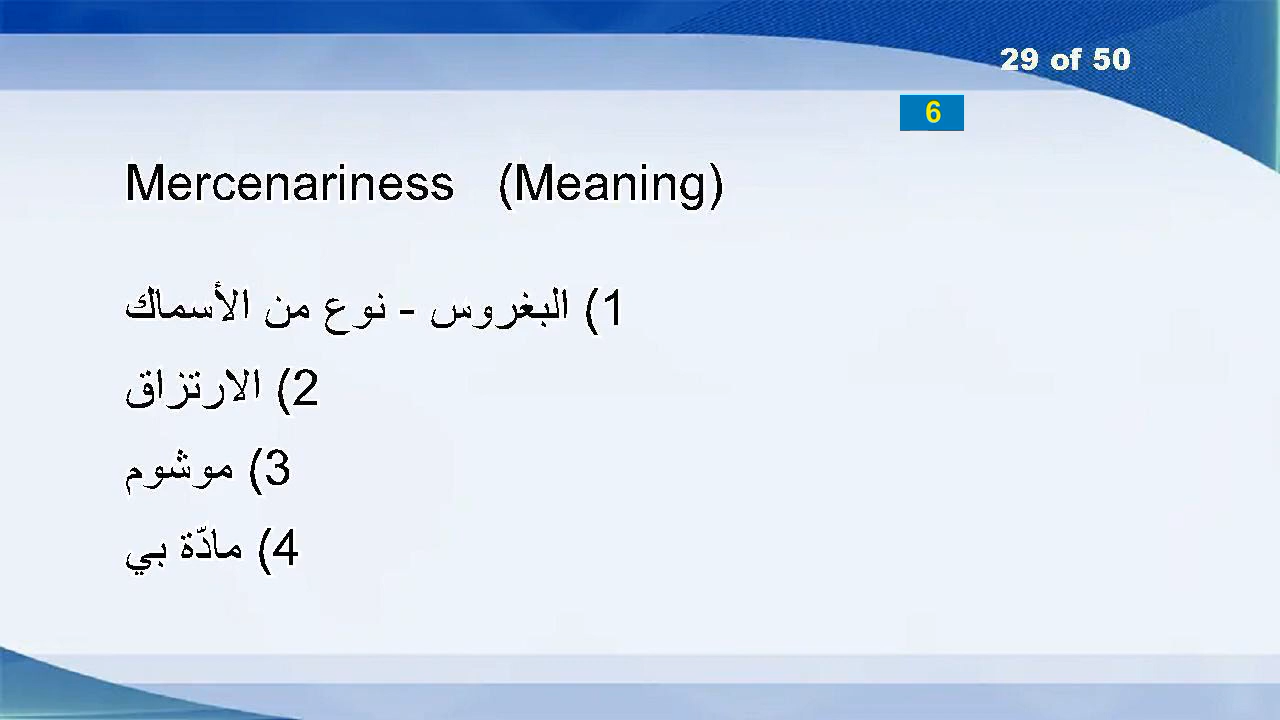 29 of 50
6
Mercenariness (Meaning)
1) البغروس - نوع من الأسماك
2) الارتزاق
3) موشوم
4) مادّة بي